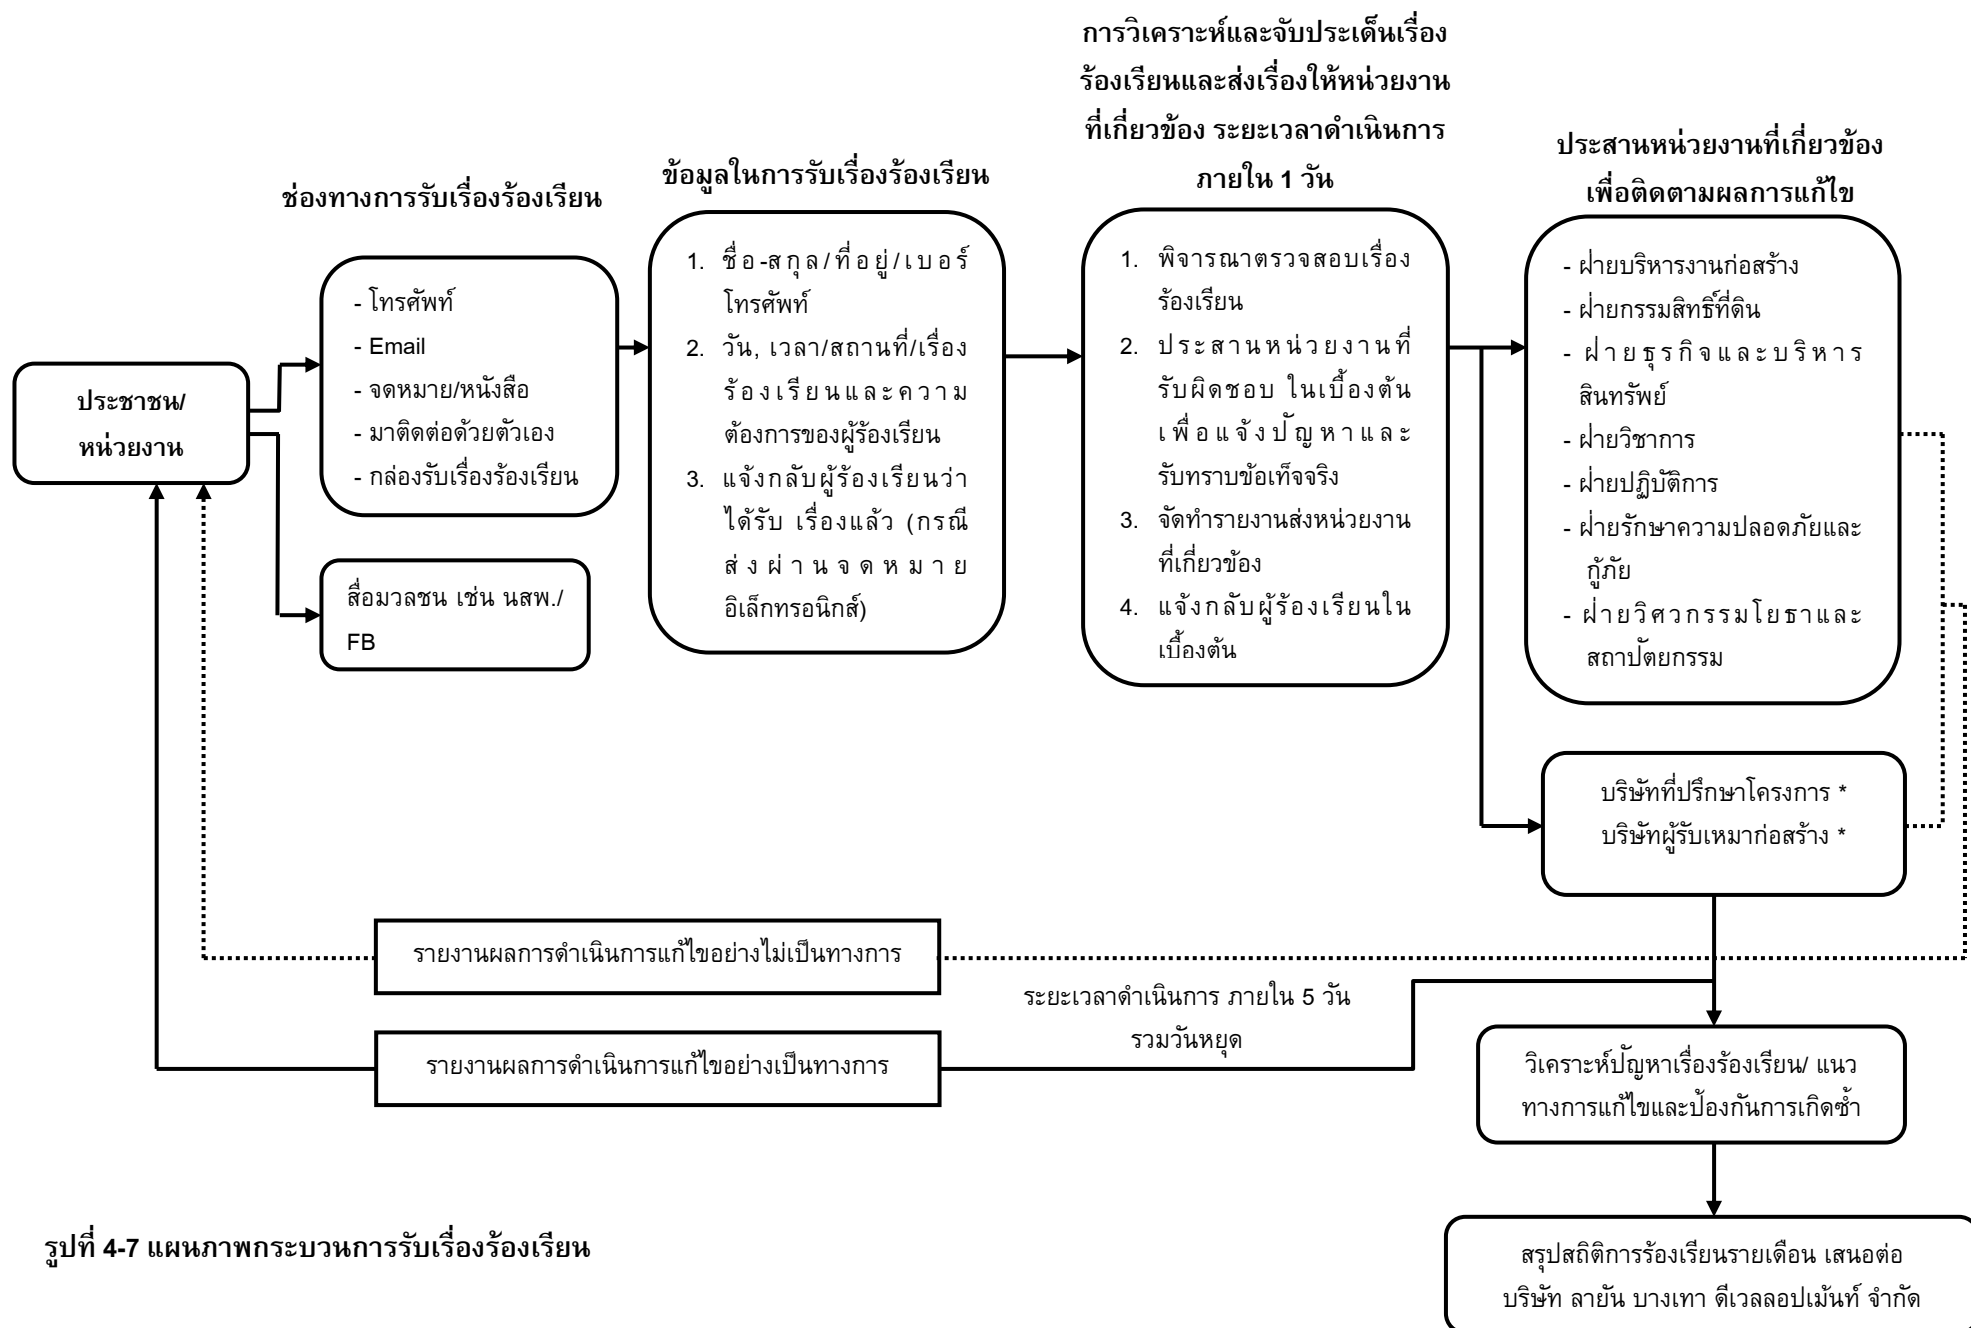 การวิเคราะห์และจับประเด็นเรื่อง
ร้องเรียนและส่งเรื่องให้หน่วยงาน
ที่เกี่ยวข้อง ระยะเวลาดำเนินการ
ภายใน 1 วัน
ประสานหน่วยงานที่เกี่ยวข้อง
เพื่อติดตามผลการแก้ไข
ข้อมูลในการรับเรื่องร้องเรียน
ช่องทางการรับเรื่องร้องเรียน
ประชาชน/
หน่วยงาน
- โทรศัพท์
- Email
- จดหมาย/หนังสือ
- มาติดต่อด้วยตัวเอง
- กล่องรับเรื่องร้องเรียน
สื่อมวลชน เช่น นสพ./
FB
1. ชื่อ-สกุล/ที่อยู่/เบอร์
โทรศัพท์
2. วัน, เวลา/สถานที่/เรื่อง
ร้องเรียนและความ
ต้องการของผู้ร้องเรียน
3. แจ้งกลับผู้ร้องเรียนว่า
ได้รับ เรื่องแล้ว (กรณี
ส่งผ่านจดหมาย
อิเล็กทรอนิกส์)
1. พิจารณาตรวจสอบเรื่อง
ร้องเรียน
2. ประสานหน่วยงานที่
รับผิดชอบ ในเบื้องต้น
เพื่อแจ้งปัญหาและ
รับทราบข้อเท็จจริง
3. จัดทำรายงานส่งหน่วยงาน
ที่เกี่ยวข้อง
4. แจ้งกลับผู้ร้องเรียนใน
เบื้องต้น
- ฝ่ายบริหารงานก่อสร้าง
- ฝ่ายกรรมสิทธิ์ที่ดิน
- ฝ่ายธุรกิจและบริหาร
สินทรัพย์
- ฝ่ายวิชาการ
- ฝ่ายปฏิบัติการ
- ฝ่ายรักษาความปลอดภัยและ
กู้ภัย
- ฝ่ายวิศวกรรมโยธาและ
สถาปัตยกรรม
บริษัทที่ปรึกษาโครงการ *
บริษัทผู้รับเหมาก่อสร้าง *
รายงานผลการดำเนินการแก้ไขอย่างไม่เป็นทางการ
ระยะเวลาดำเนินการ ภายใน 5 วัน
รวมวันหยุด
รายงานผลการดำเนินการแก้ไขอย่างเป็นทางการ
วิเคราะห์ปัญหาเรื่องร้องเรียน/ แนว
ทางการแก้ไขและป้องกันการเกิดซ้ำ
สรุปสถิติการร้องเรียนรายเดือน เสนอต่อ
บริษัท ลายัน บางเทา ดีเวลลอปเม้นท์ จำกัด
รูปที่ 4-7 แผนภาพกระบวนการรับเรื่องร้องเรียน